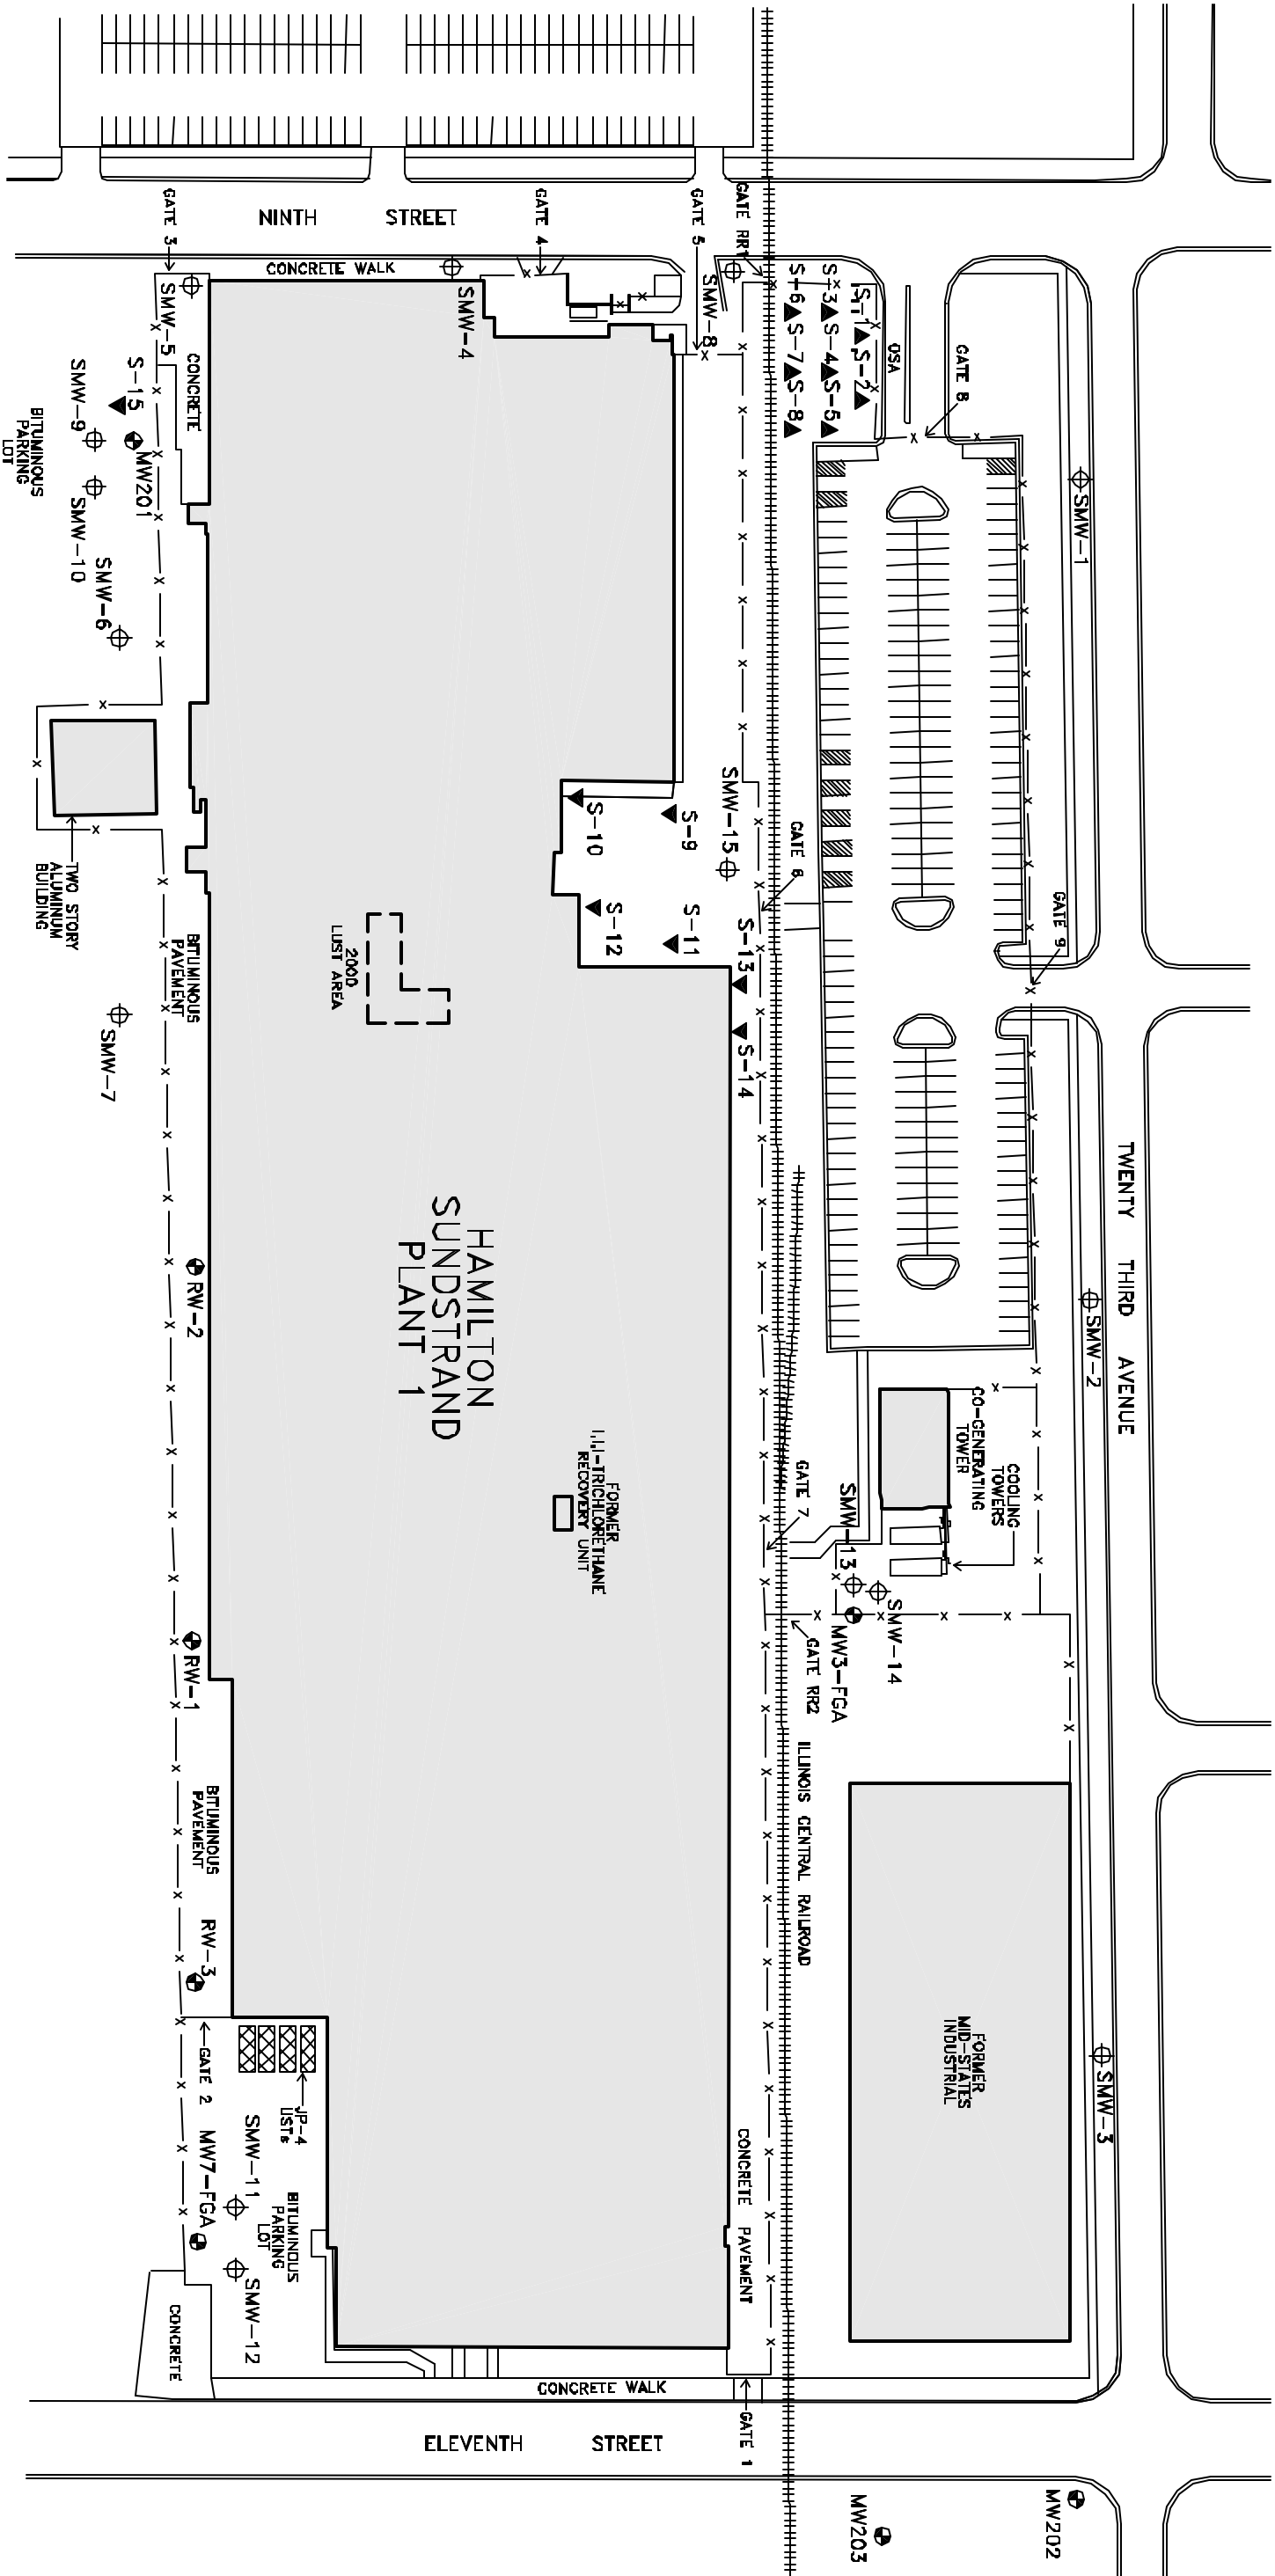 NINTH STREET
GATE 3
GATE 4
GATE 5
GATE RR1
CONCRETE WALK
SMW-5
SMW-4
SMW-8
S-6
S-7
S-8
S-3
S-4
S-5
S-1
S-2
OSA
GATE 8
SMW-1
CONCRETE
S-15
SMW-9
MW201
SMW-10
SMW-6
BITUMINOUS
PARKING
LOT
TWO STORY
ALUMINUM
BUILDING
BITUMINOUS
PAVEMENT
SMW-7
S-10
S-9
SMW-15
GATE 6
S-12
S-11
S-13
S-14
2000
LUST AREA
GATE 9
TWENTY THIRD AVENUE
SMW-2
HAMILTON
SUNDSTRAND
PLANT 1
RW-2
RW-1
FORMER
1,1,1-TRICHLORETHANE
RECOVERY UNIT
GATE 7
CO-GENERATING
TOWER
COOLING
TOWERS
SMW-13
SMW-14
MW3-FGA
GATE RR2
ILLINOIS CENTRAL RAILROAD
BITUMINOUS
PAVEMENT
RW-3
GATE 2
JP-4
USTs
FORMER
MID-STATES
INDUSTRIAL
SMW-3
SMW-11
MW7-FGA
BITUMINOUS
PARKING
LOT
SMW-12
CONCRETE
CONCRETE PAVEMENT
CONCRETE WALK
GATE 1
ELEVENTH STREET
MW203
MW202